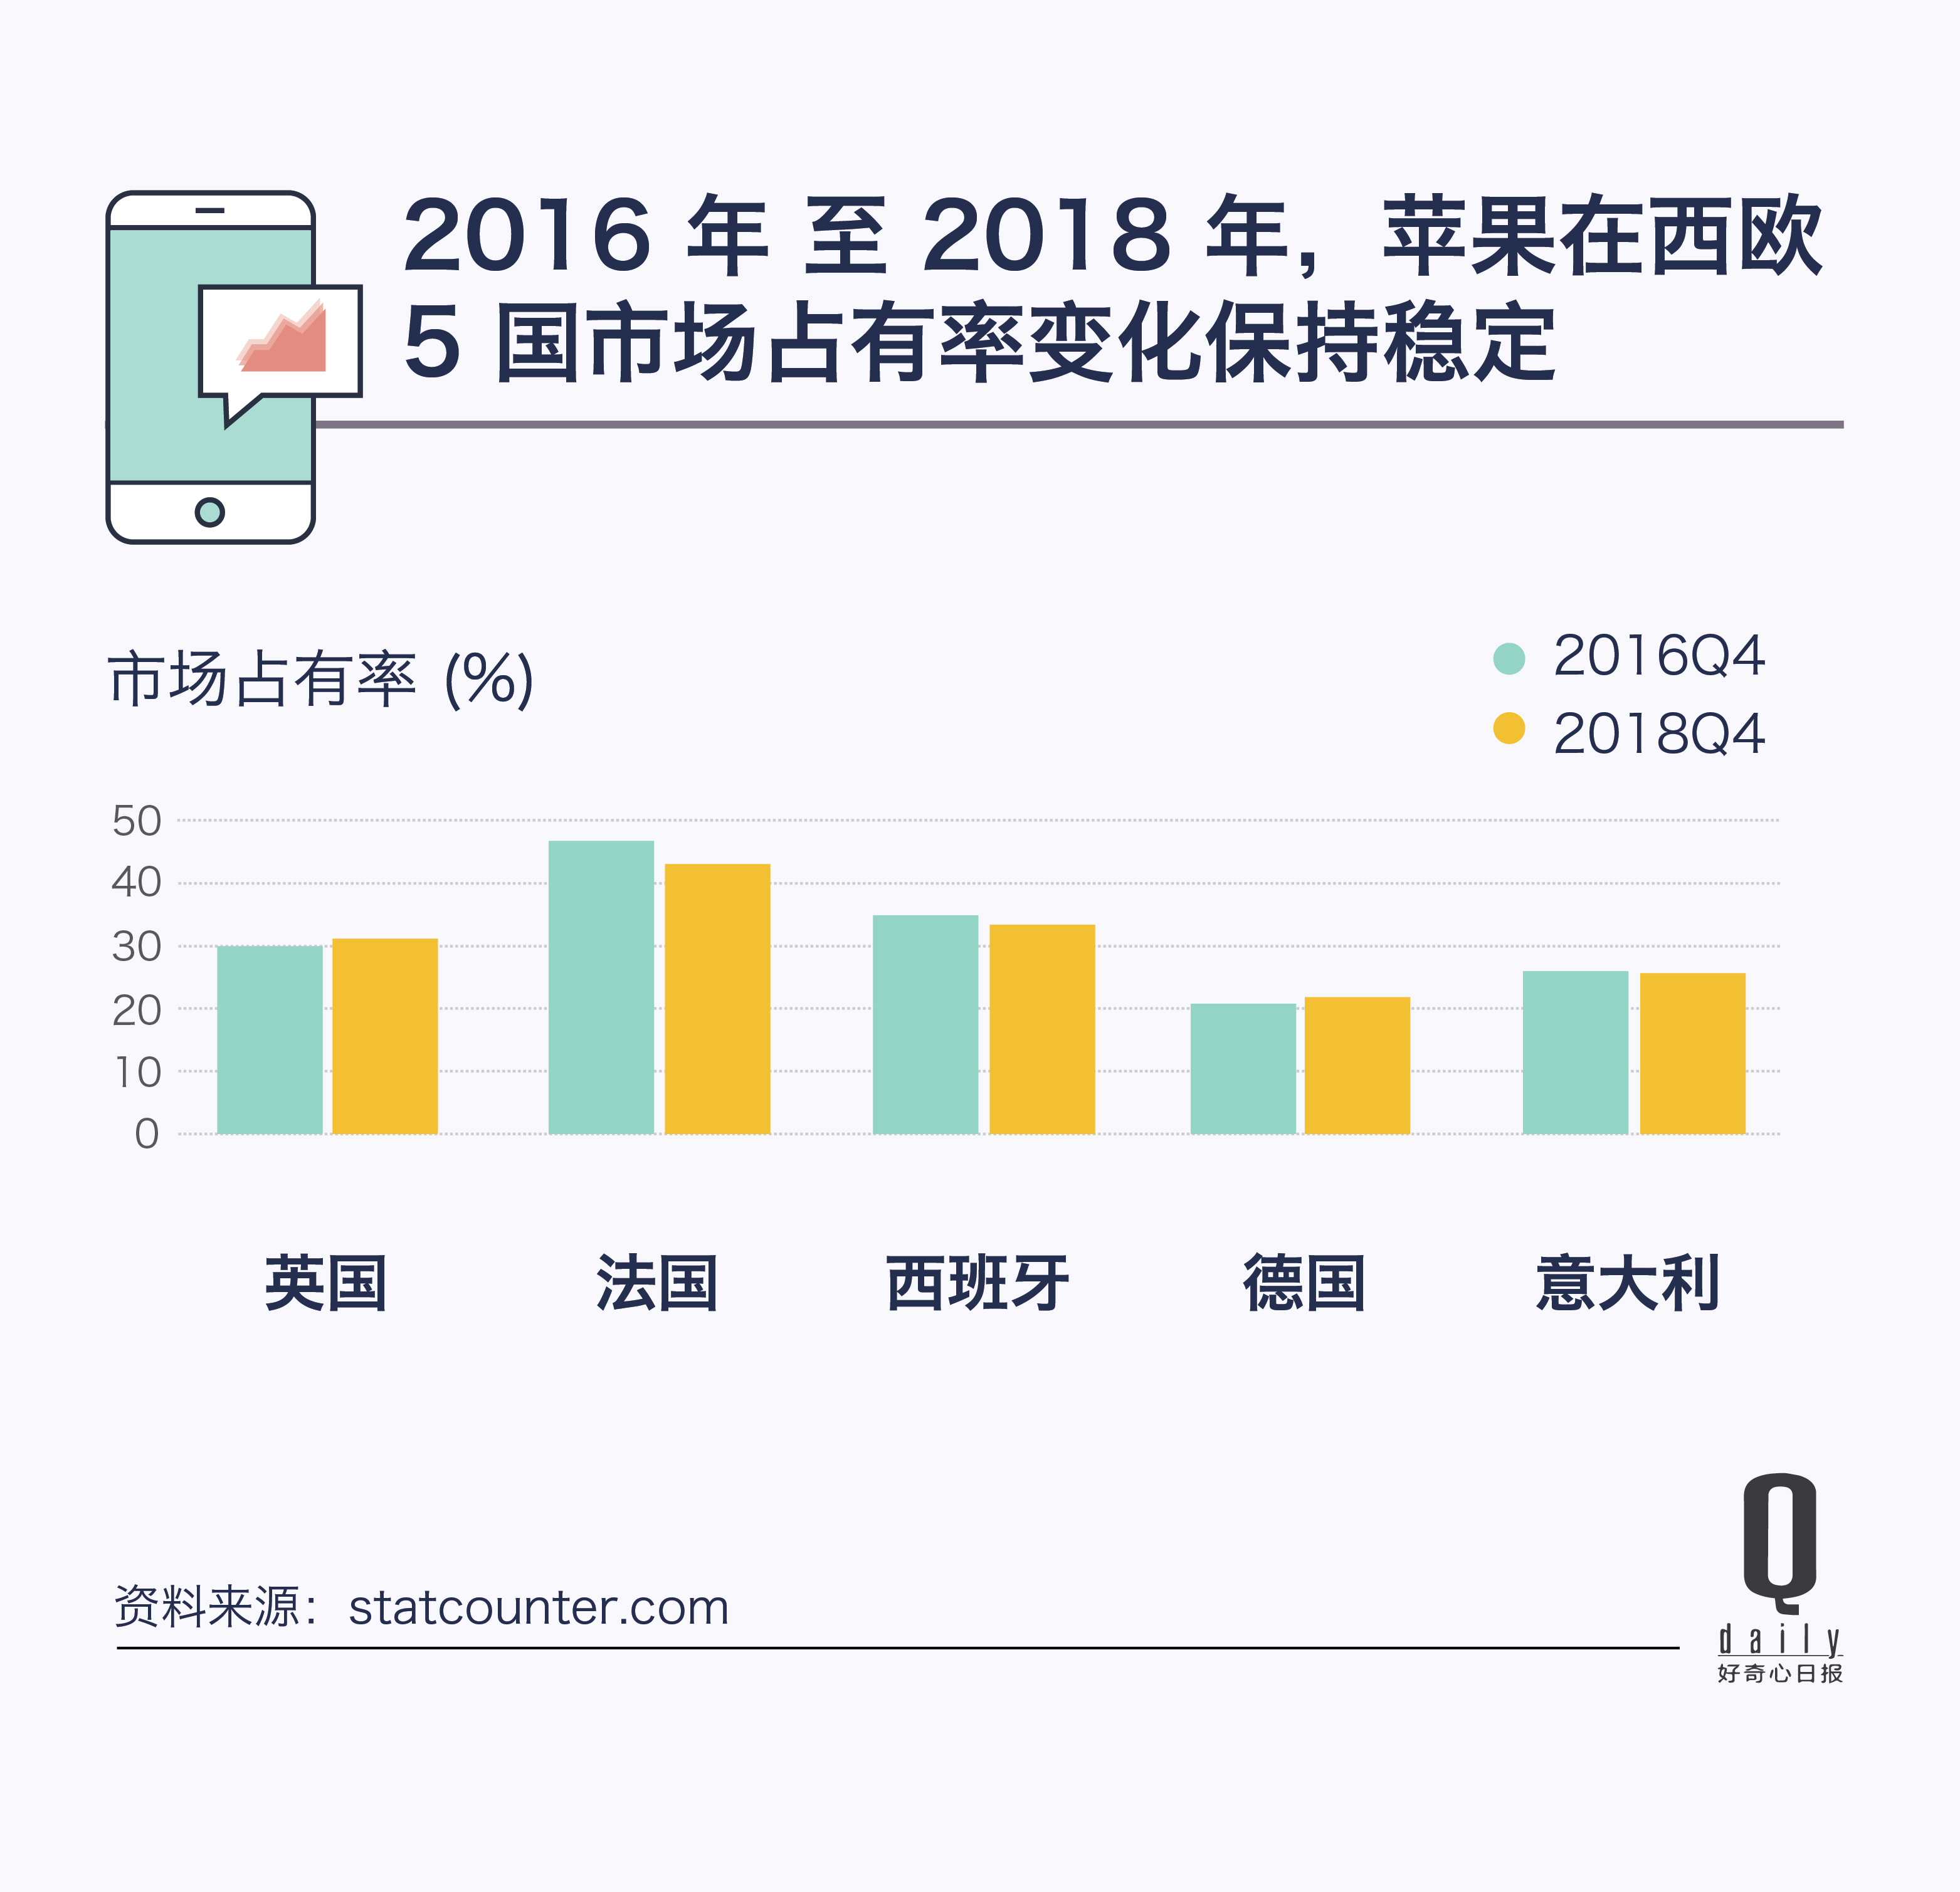 2016 年 至 2018 年，苹果在西欧
5 国市场占有率变化保持稳定
市场占有率 (%)
2016Q4
2018Q4
50
40
30
20
10
0
英国 法国 西班牙 德国 意大利
资料来源：statcounter.com
Q
daily
好奇心日报